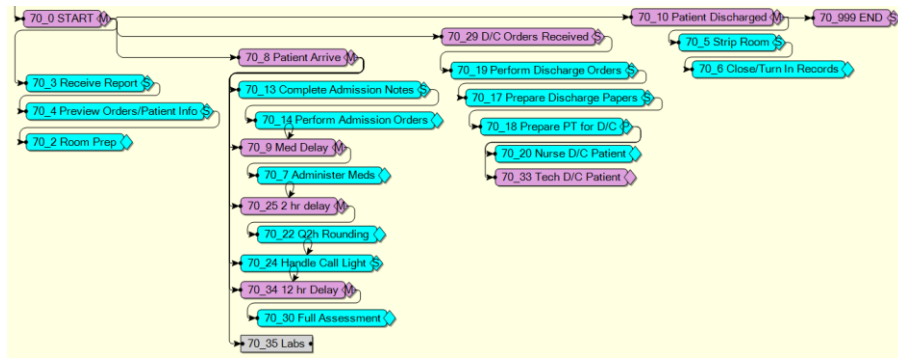 70_0 START M
70_10 Patient Discharged M
70_999 END S
70_29 D/C Orders Received S
70_5 Strip Room S
70_8 Patient Arrive M
70_6 Close/Turn In Records
70_3 Receive Report S
70_13 Complete Admission Notes S
70_19 Perform Discharge Orders S
70_4 Preview Orders/Patient Info S
70_17 Prepare Discharge Papers S
70_14 Perform Admission Orders
70_18 Prepare PT for D/C P
70_2 Room Prep
70_9 Med Delay M
70_20 Nurse D/C Patient
70_7 Administer Meds
70_33 Tech D/C Patient
70_25 2 hr delay M
70_22 Q2h Rounding
70_24 Handle Call Light S
70_34 12 hr Delay M
70_30 Full Assessment
70_35 Labs